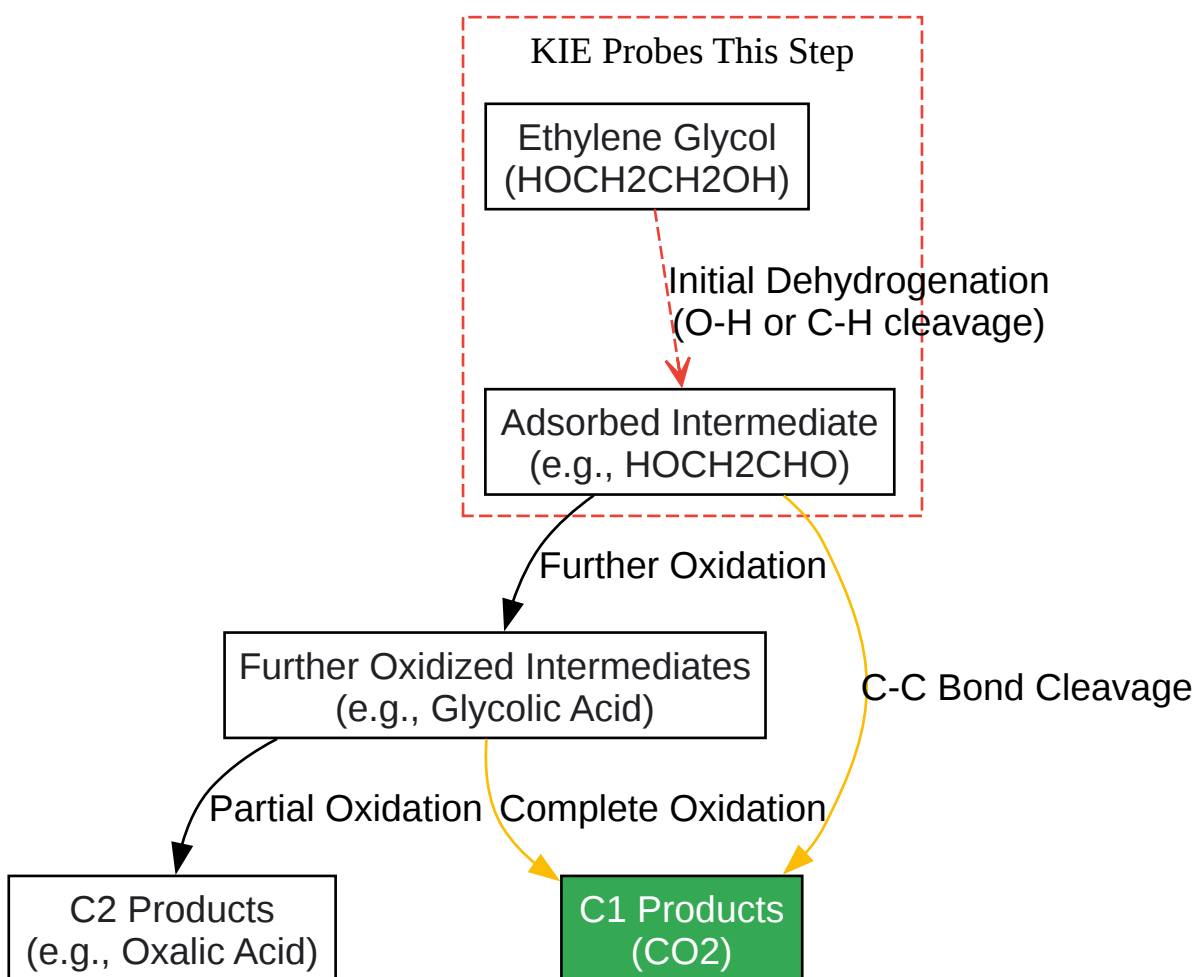 KIE Probes This Step
Ethylene Glycol
(HOCH2CH2OH)
Initial Dehydrogenation
(O-H or C-H cleavage)
Adsorbed Intermediate
(e.g., HOCH2CHO)
Further Oxidation
Further Oxidized Intermediates
(e.g., Glycolic Acid)
C-C Bond Cleavage
Partial Oxidation
Complete Oxidation
C2 Products
(e.g., Oxalic Acid)
C1 Products
(CO2)